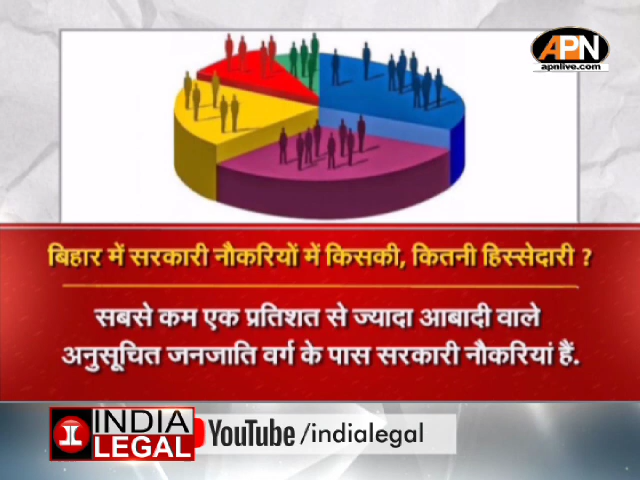 APN
apnlive.com
बिहार में सरकारी नौकरियों में किसकी, कितनी हिस्सेदारी ?
सबसे कम एक प्रतिशत से ज्यादा आबादी वाले
अनुसूचित जनजाति वर्ग के पास सरकारी नौकरियां हैं.
INDIA
LEGAL
YouTube /indialegal